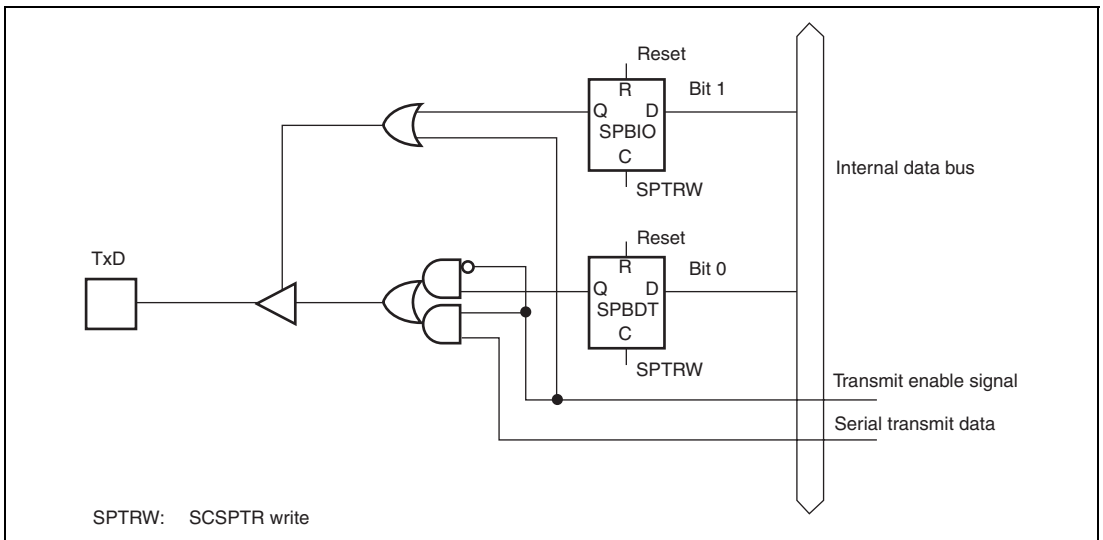 Reset
R
Bit 1
Q D
SPBIO
C
SPTRW
Internal data bus
Reset
TxD
R
Bit 0
Q D
SPBDT
C
SPTRW
Transmit enable signal
Serial transmit data
SPTRW: SCSPTR write